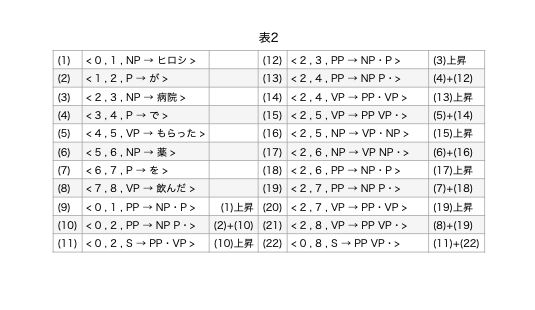 表2
(1) < 0 , 1 , NP → ヒロシ > (12) < 2 , 3 , PP → NP・P > (3)上昇
(2) < 1 , 2 , P → が > (13) < 2 , 4 , PP → NP P・ > (4)+(12)
(3) < 2 , 3 , NP → 病院 > (14) < 2 , 4 , VP → PP・VP > (13)上昇
(4) < 3 , 4 , P → で > (15) < 2 , 5 , VP → PP VP・ > (5)+(14)
(5) < 4 , 5 , VP → もらった > (16) < 2 , 5 , NP → VP・NP > (15)上昇
(6) < 5 , 6 , NP → 薬 > (17) < 2 , 6 , NP → VP NP・ > (6)+(16)
(7) < 6 , 7 , P → を > (18) < 2 , 6 , PP → NP・P > (17)上昇
(8) < 7 , 8 , VP → 飲んだ > (19) < 2 , 7 , PP → NP P・ > (7)+(18)
(9) < 0 , 1 , PP → NP・P > (1)上昇 (20) < 2 , 7 , VP → PP・VP > (19)上昇
(10) < 0 , 2 , PP → NP P・ > (2)+(10) (21) < 2 , 8 , VP → PP VP・ > (8)+(19)
(11) < 0 , 2 , S → PP・VP > (10)上昇 (22) < 0 , 8 , S → PP VP・ > (11)+(22)